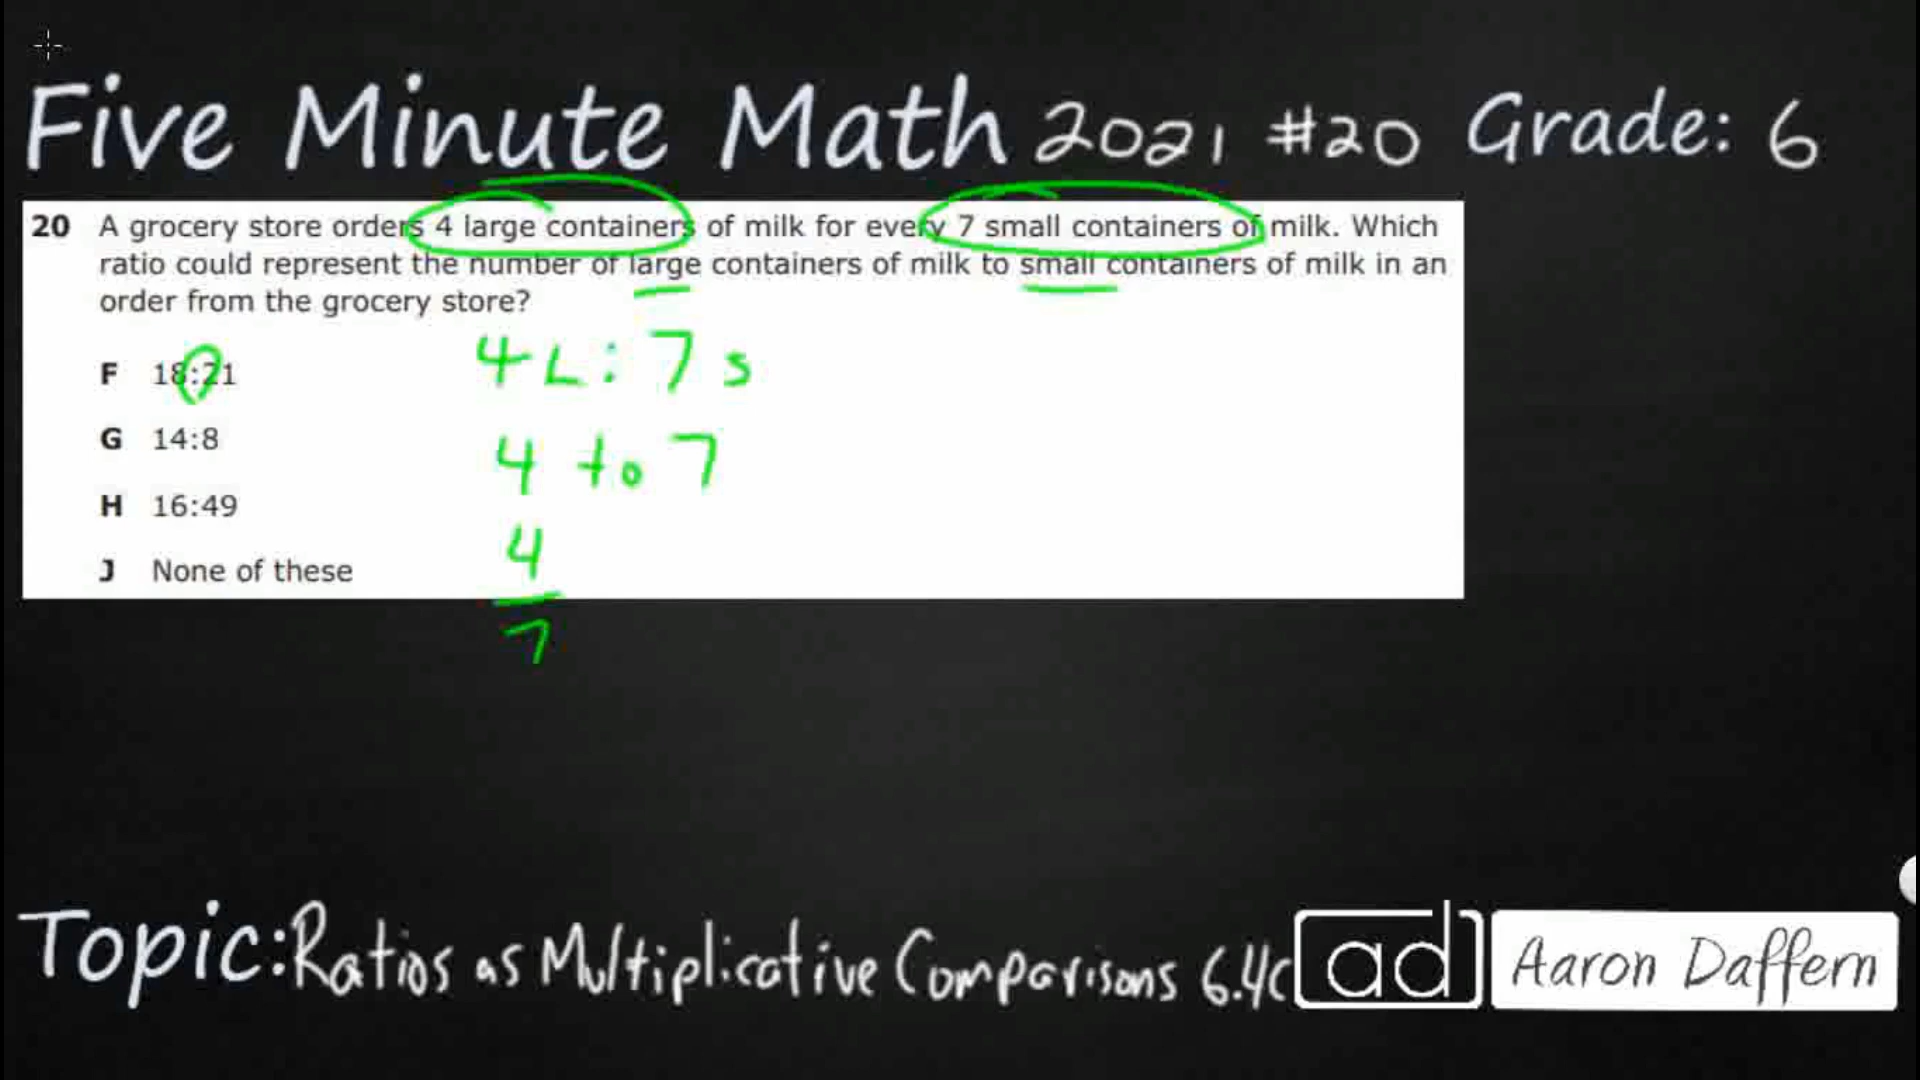 Five Minute Math 2021 #20 Grade: 6
20 A grocery store orders 4 large containers of milk for every 7 small containers of milk. Which
ratio could represent the number of large containers of milk to small containers of milk in an
order from the grocery store?
F 18:21
G 14:8
H 16:49
J None of these
4 L : 7 s
4 to 7
4
7
Topic: Ratios as Multiplicative Comparisons 6.4C
ad Aaron Daffern